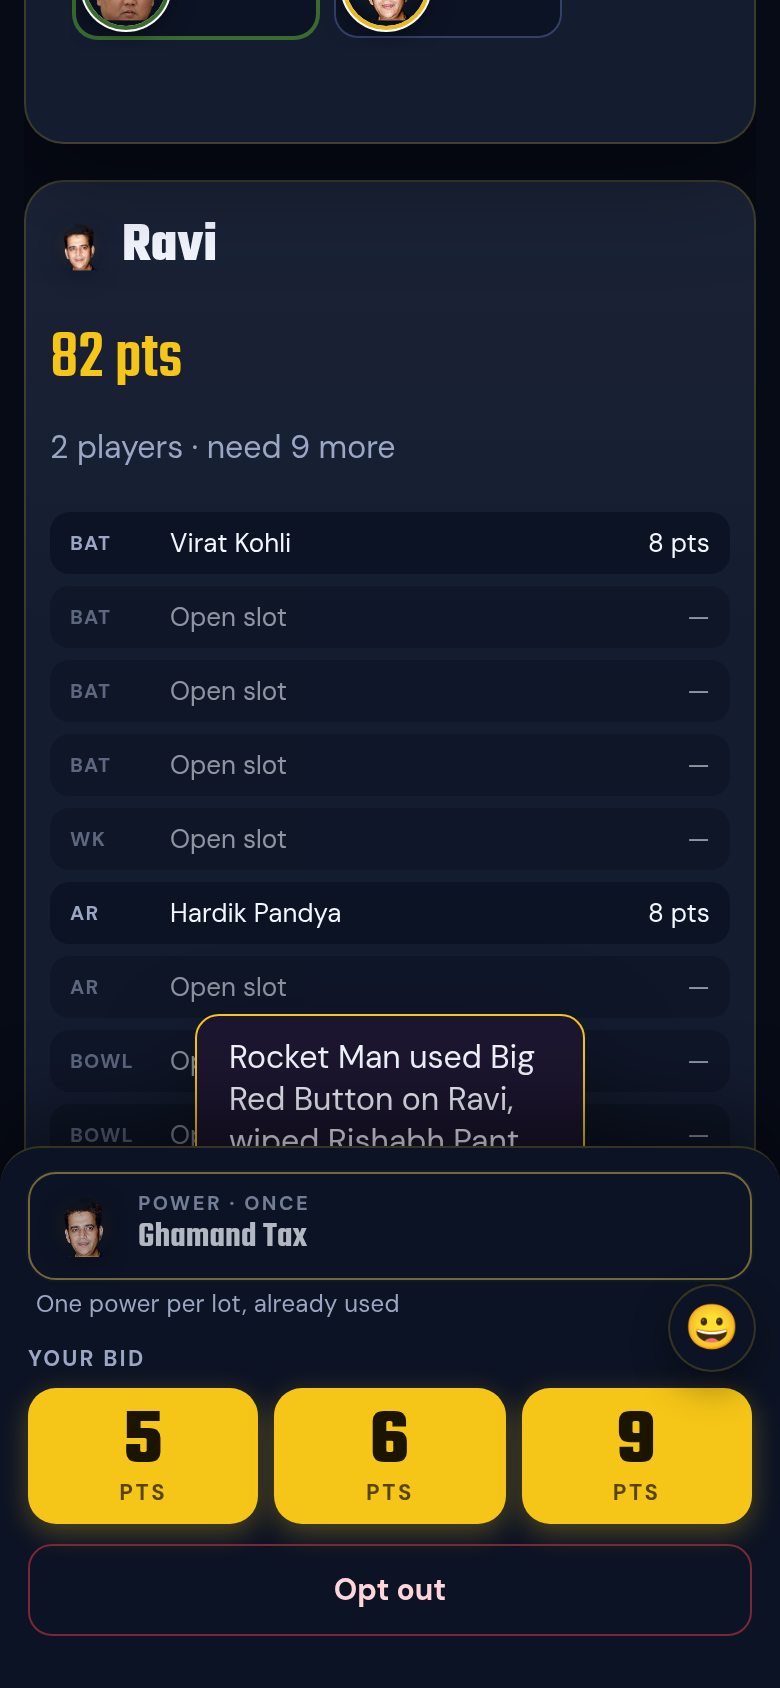 Ravi
82 pts
2 players · need 9 more
BAT Virat Kohli 8 pts
BAT Open slot —
BAT Open slot —
BAT Open slot —
WK Open slot —
AR Hardik Pandya 8 pts
AR Open slot —
BOWL Op —
BOWL Op —
Rocket Man used Big
Red Button on Ravi,
wiped Rishabh Pant
POWER · ONCE
Ghamand Tax
One power per lot, already used
YOUR BID
5 6 9
PTS PTS PTS
Opt out